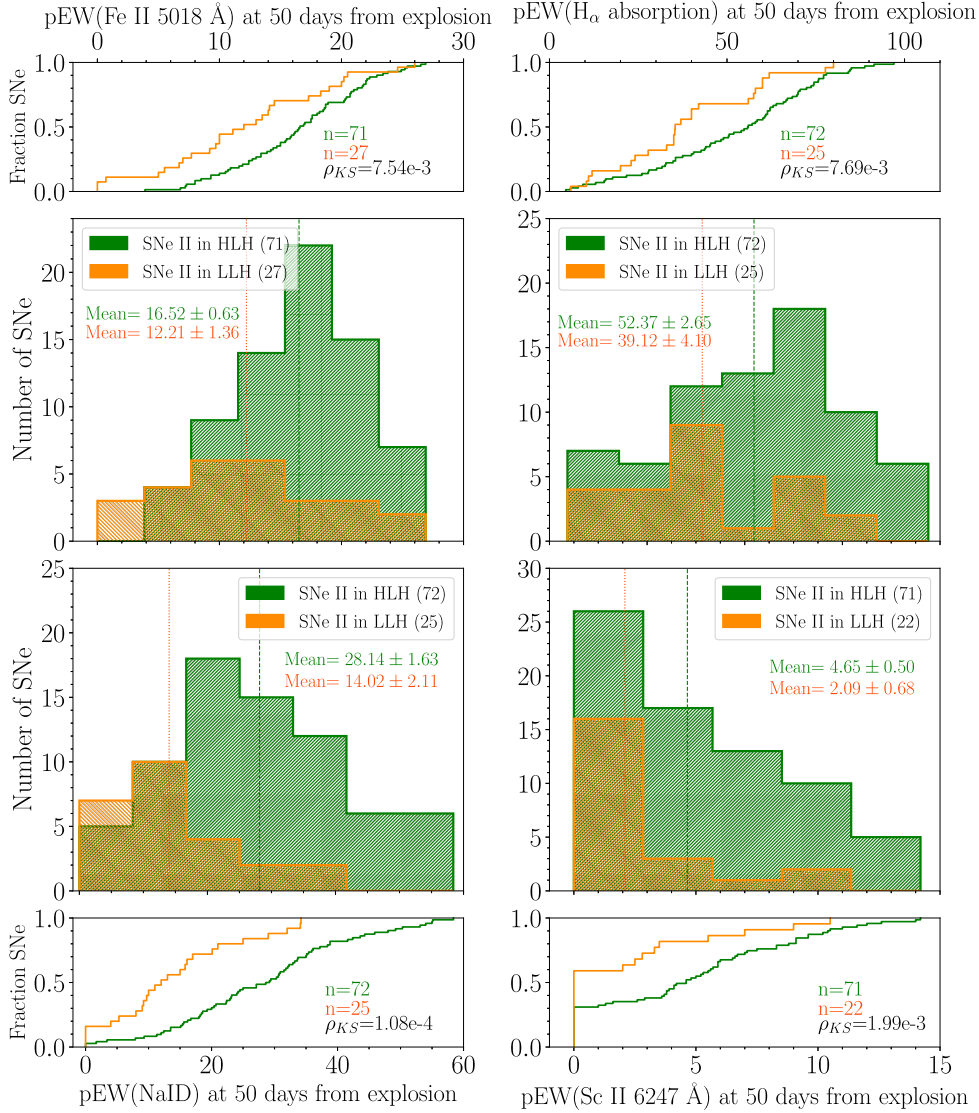 pEW(Fe II 5018 Å) at 50 days from explosion
0 10 20 30
1.0
0.5
0.0
Fraction SNe
n=71
n=27
ρKS=7.54e-3
pEW(Hα absorption) at 50 days from explosion
0 40 60 100
1.0
0.5
0.0
n=72
n=25
ρKS=7.69e-3
20
15
10
5
0
Number of SNe
SNe II in HLH (71)
SNe II in LLH (27)
Mean= 16.52 ± 0.63
Mean= 12.21 ± 1.36
25
20
15
10
5
0
SNe II in HLH (72)
SNe II in LLH (25)
Mean= 52.37 ± 2.65
Mean= 39.12 ± 4.10
25
20
15
10
5
0
Number of SNe
SNe II in HLH (72)
SNe II in LLH (25)
Mean= 28.14 ± 1.63
Mean= 14.02 ± 2.11
30
25
20
15
10
5
0
SNe II in HLH (71)
SNe II in LLH (22)
Mean= 4.65 ± 0.50
Mean= 2.09 ± 0.68
1.0
0.5
0.0
Fraction SNe
n=72
n=25
ρKS=1.08e-4
0 20 40 60
pEW(NaID) at 50 days from explosion
1.0
0.5
0.0
n=71
n=22
ρKS=1.99e-3
0 5 10 15
pEW(Sc II 6247 Å) at 50 days from explosion